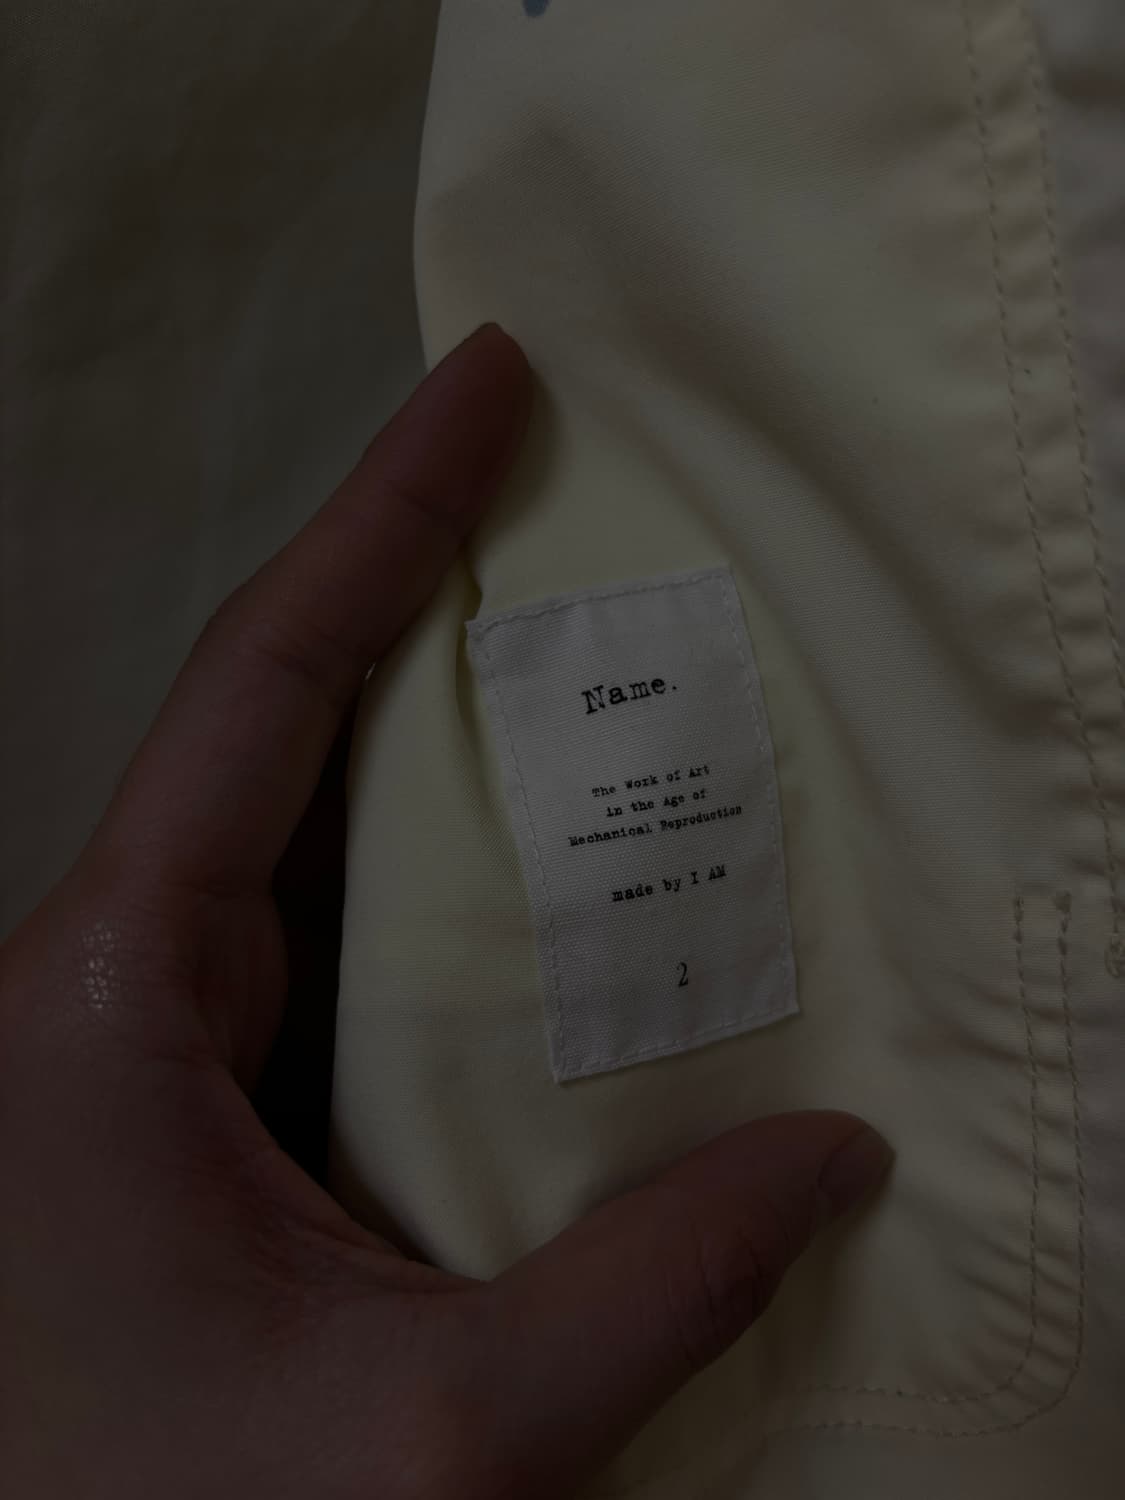 Name.
The Work of Art
in the Age of
Mechanical Reproduction
made by I AM
2